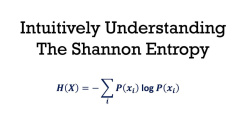 Intuitively Understanding
The Shannon Entropy
H(X) = − ∑ P(xᵢ) log P(xᵢ)
i